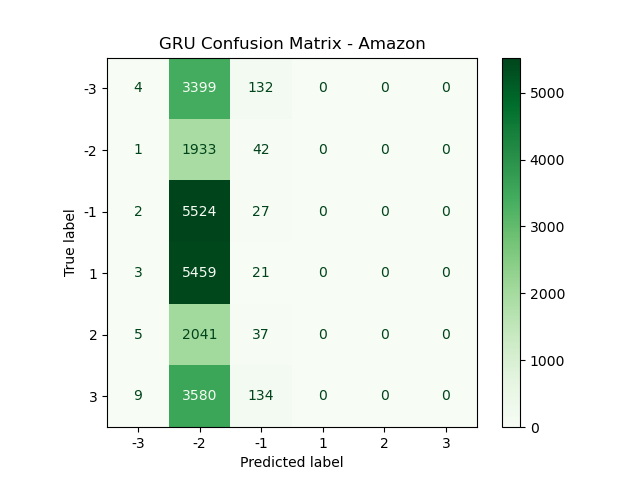 GRU Confusion Matrix - Amazon
-3 4 3399 132 0 0 0
-2 1 1933 42 0 0 0
-1 2 5524 27 0 0 0
1 3 5459 21 0 0 0
2 5 2041 37 0 0 0
3 9 3580 134 0 0 0
True label
-3 -2 -1 1 2 3
Predicted label
5000
4000
3000
2000
1000
0